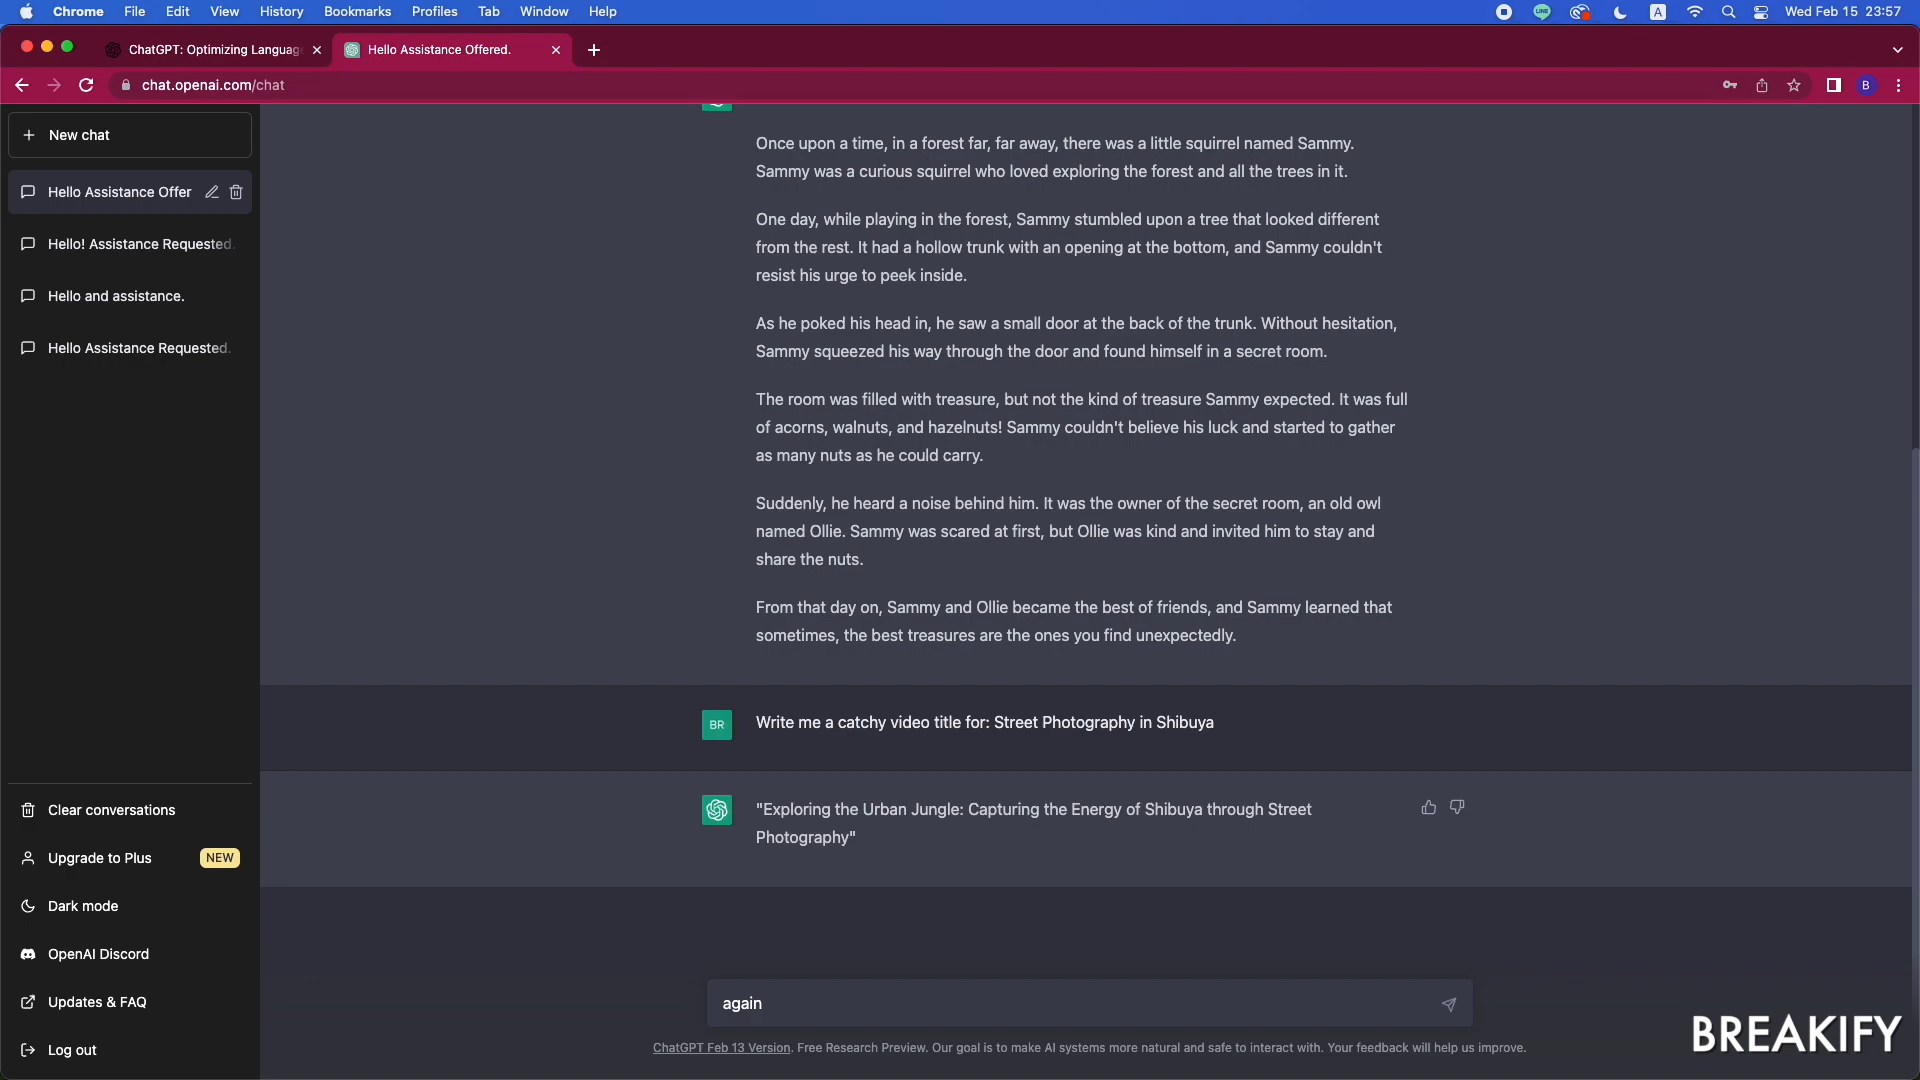 Chrome File Edit View History Bookmarks Profiles Tab Window Help LINE A Wed Feb 15 23:57
ChatGPT: Optimizing Languag
Hello Assistance Offered.
chat.openai.com/chat
B
New chat
Hello Assistance Offer
Hello! Assistance Requested.
Hello and assistance.
Hello Assistance Requested.
Once upon a time, in a forest far, far away, there was a little squirrel named Sammy.
Sammy was a curious squirrel who loved exploring the forest and all the trees in it.
One day, while playing in the forest, Sammy stumbled upon a tree that looked different
from the rest. It had a hollow trunk with an opening at the bottom, and Sammy couldn't
resist his urge to peek inside.
As he poked his head in, he saw a small door at the back of the trunk. Without hesitation,
Sammy squeezed his way through the door and found himself in a secret room.
The room was filled with treasure, but not the kind of treasure Sammy expected. It was full
of acorns, walnuts, and hazelnuts! Sammy couldn't believe his luck and started to gather
as many nuts as he could carry.
Suddenly, he heard a noise behind him. It was the owner of the secret room, an old owl
named Ollie. Sammy was scared at first, but Ollie was kind and invited him to stay and
share the nuts.
From that day on, Sammy and Ollie became the best of friends, and Sammy learned that
sometimes, the best treasures are the ones you find unexpectedly.
BR
Write me a catchy video title for: Street Photography in Shibuya
"Exploring the Urban Jungle: Capturing the Energy of Shibuya through Street
Photography"
Clear conversations
Upgrade to Plus NEW
Dark mode
OpenAI Discord
Updates & FAQ
Log out
again
ChatGPT Feb 13 Version. Free Research Preview. Our goal is to make AI systems more natural and safe to interact with. Your feedback will help us improve.
BREAKIFY